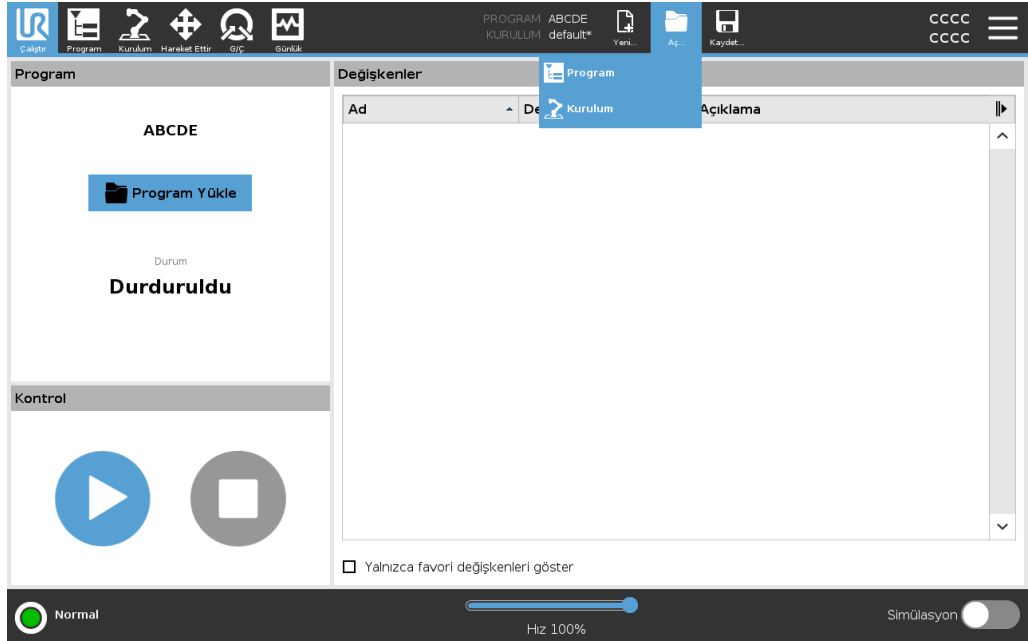 Çalıştır
Program
Kurulum
Hareket Ettir
G/Ç
Günlük
PROGRAM ABCDE
KURULUM default*
Yeni...
Aç...
Kaydet...
CCCC
CCCC
Program
Kurulum
Program
ABCDE
Program Yükle
Durum
Durduruldu
Kontrol
Değişkenler
Ad
Açıklama
Yalnızca favori değişkenleri göster
Normal
Hız 100%
Simülasyon